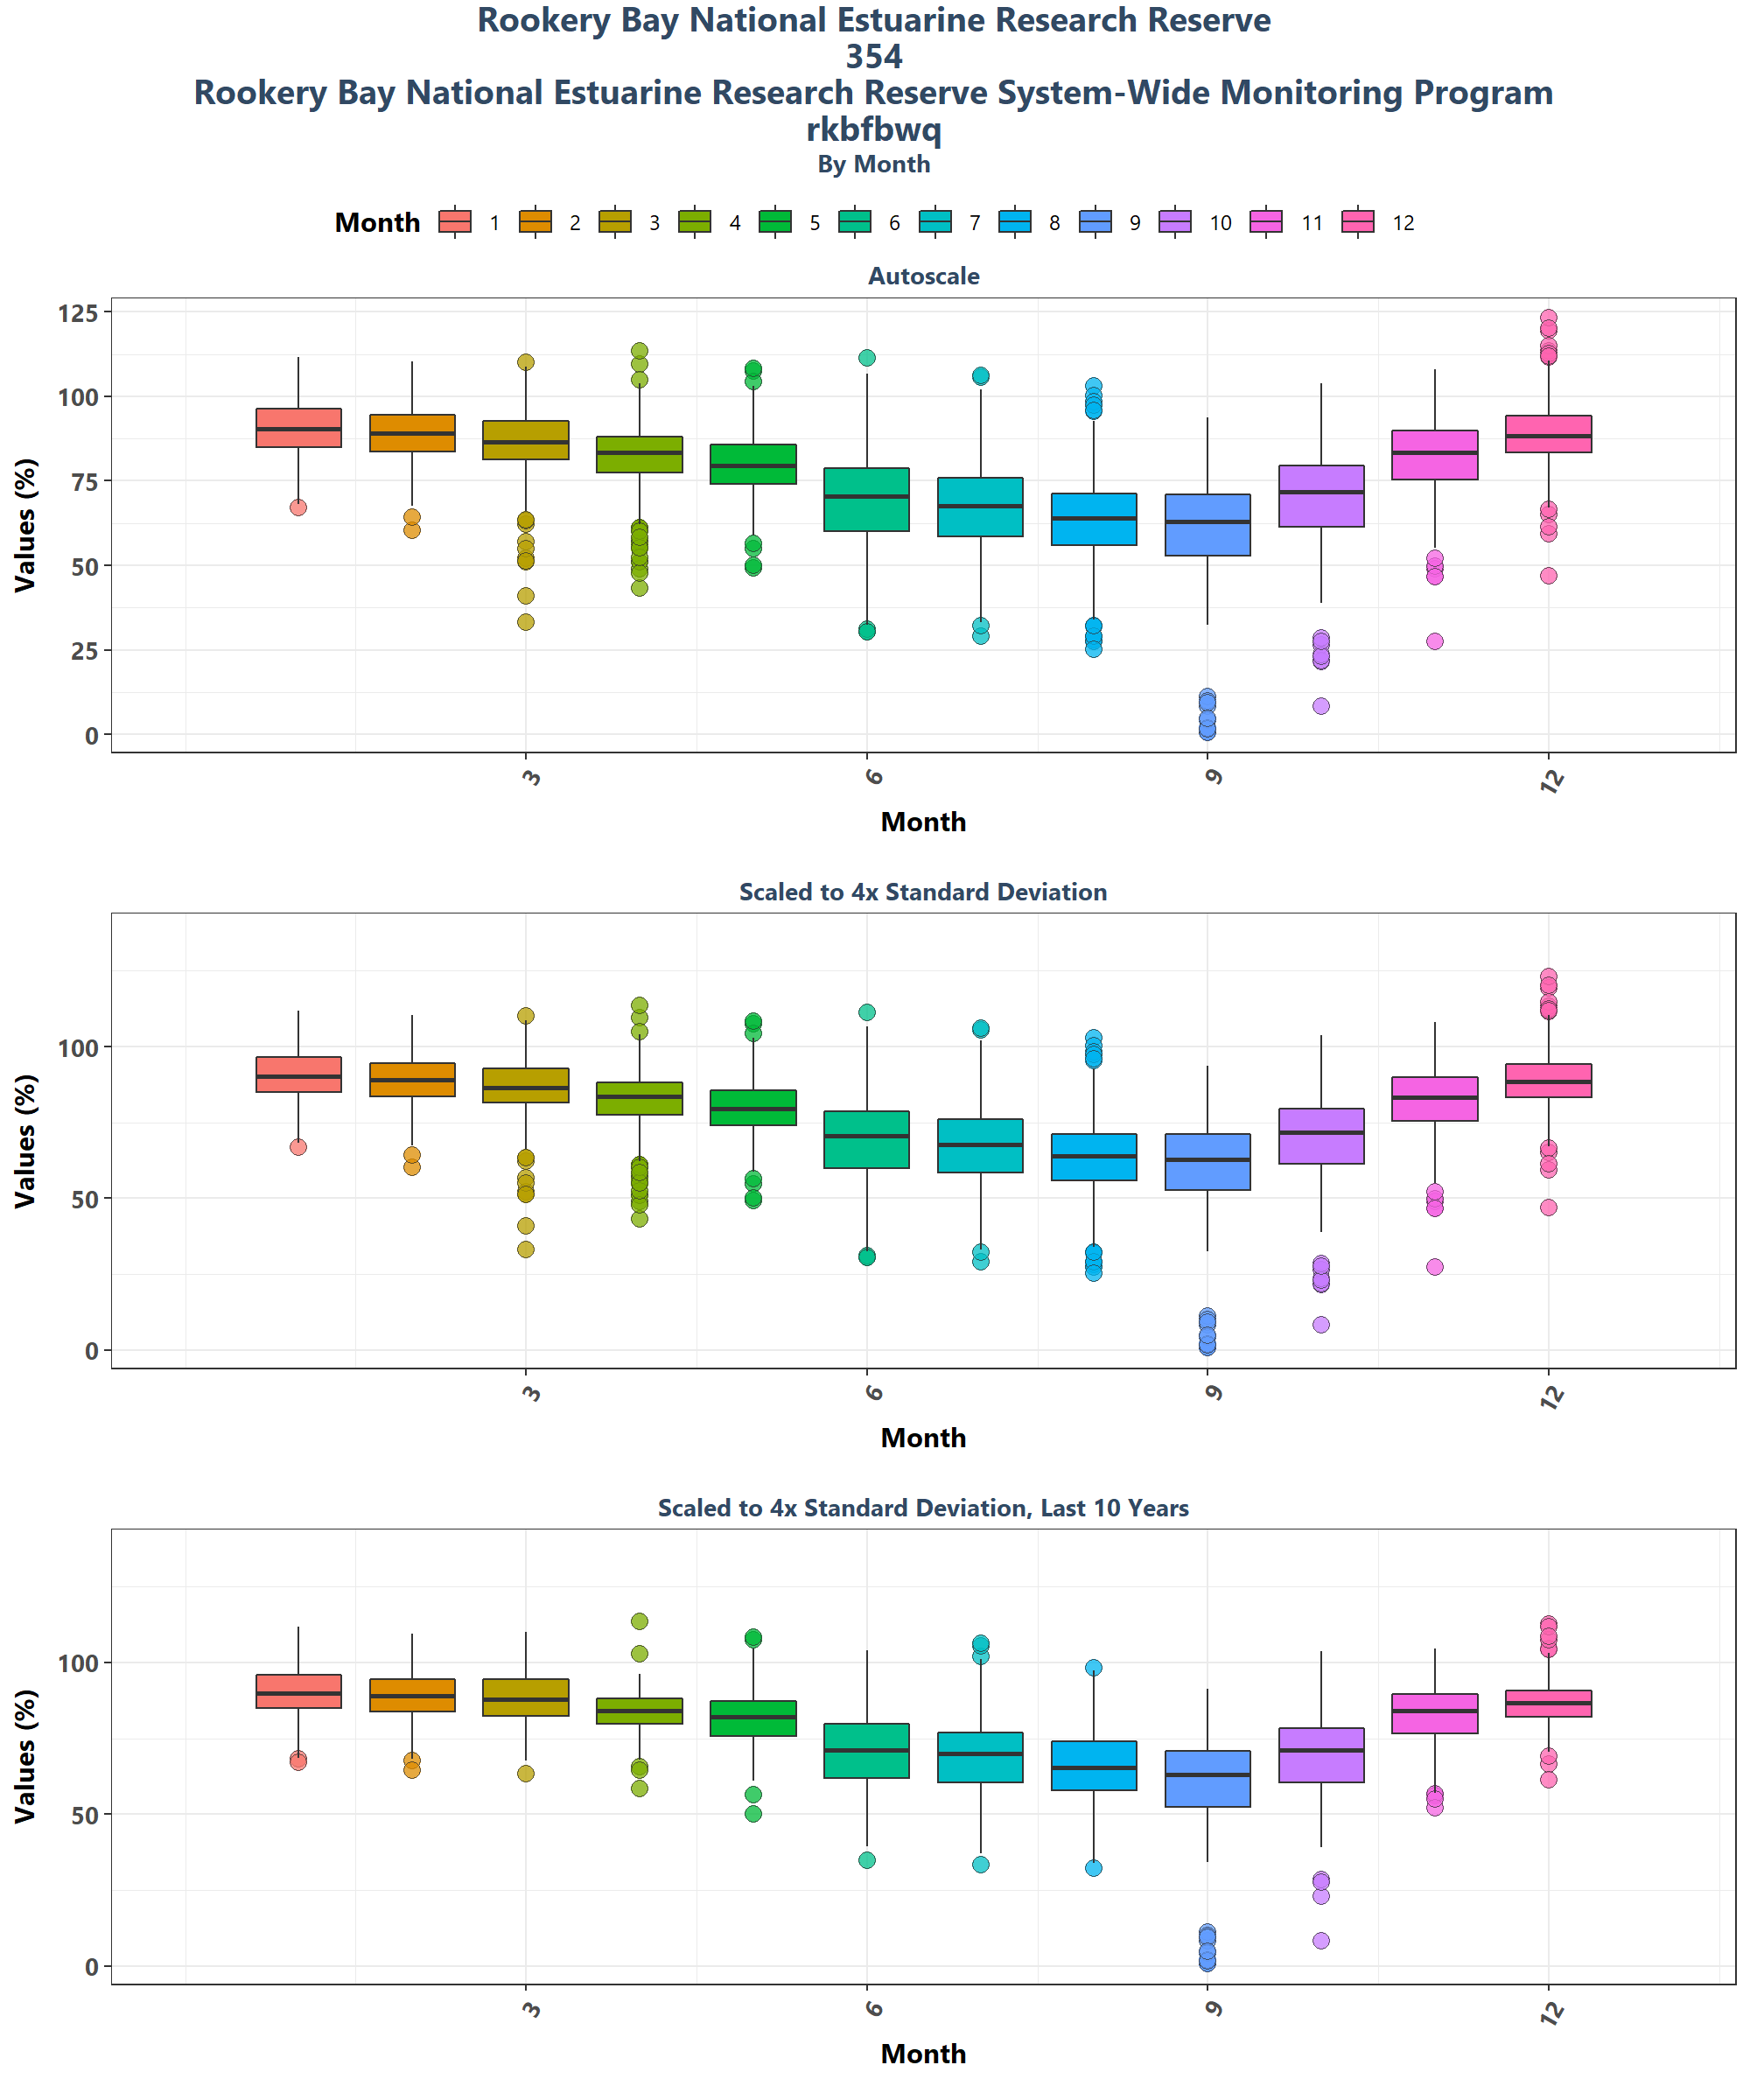 Rookery Bay National Estuarine Research Reserve
354
Rookery Bay National Estuarine Research Reserve System-Wide Monitoring Program
rkbfbwq
By Month
Month 1 2 3 4 5 6 7 8 9 10 11 12
Autoscale
Values (%)
125
100
75
50
25
0
3 6 9 12
Month
Scaled to 4x Standard Deviation
Values (%)
100
50
0
3 6 9 12
Month
Scaled to 4x Standard Deviation, Last 10 Years
Values (%)
100
50
0
3 6 9 12
Month